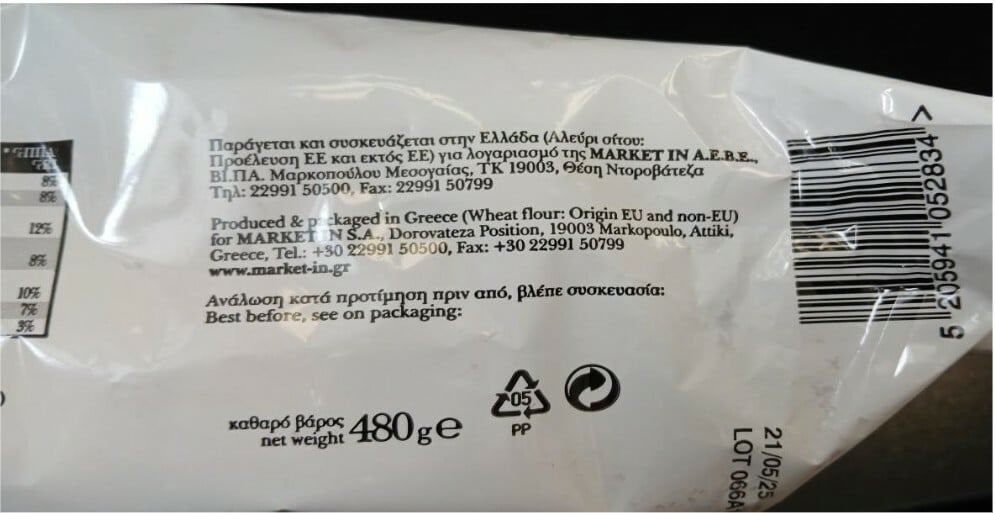 8%
8%
12%
8%
10%
7%
3%
Παράγεται και συσκευάζεται στην Ελλάδα (Αλεύρι σίτου:
Προέλευση ΕΕ και εκτός ΕΕ) για λογαριασμό της MARKET IN A.E.B.E.,
ΒΙ.ΠΑ. Μαρκοπούλου Μεσογαίας, ΤΚ 19003, Θέση Ντοροβάτεζα
Τηλ: 22991 50500, Fax: 22991 50799
Produced & packaged in Greece (Wheat flour: Origin EU and non-EU)
for MARKET IN S.A., Dorovateza Position, 19003 Markopoulo, Attiki,
Greece, Tel.: +30 22991 50500, Fax: +30 22991 50799
www.market-in.gr
Ανάλωση κατά προτίμηση πριν από, βλέπε συσκευασία:
Best before, see on packaging:
καθαρό βάρος
net weight 480g e
05
PP
5 205941 052834 >
21/05/25
LOT 066A